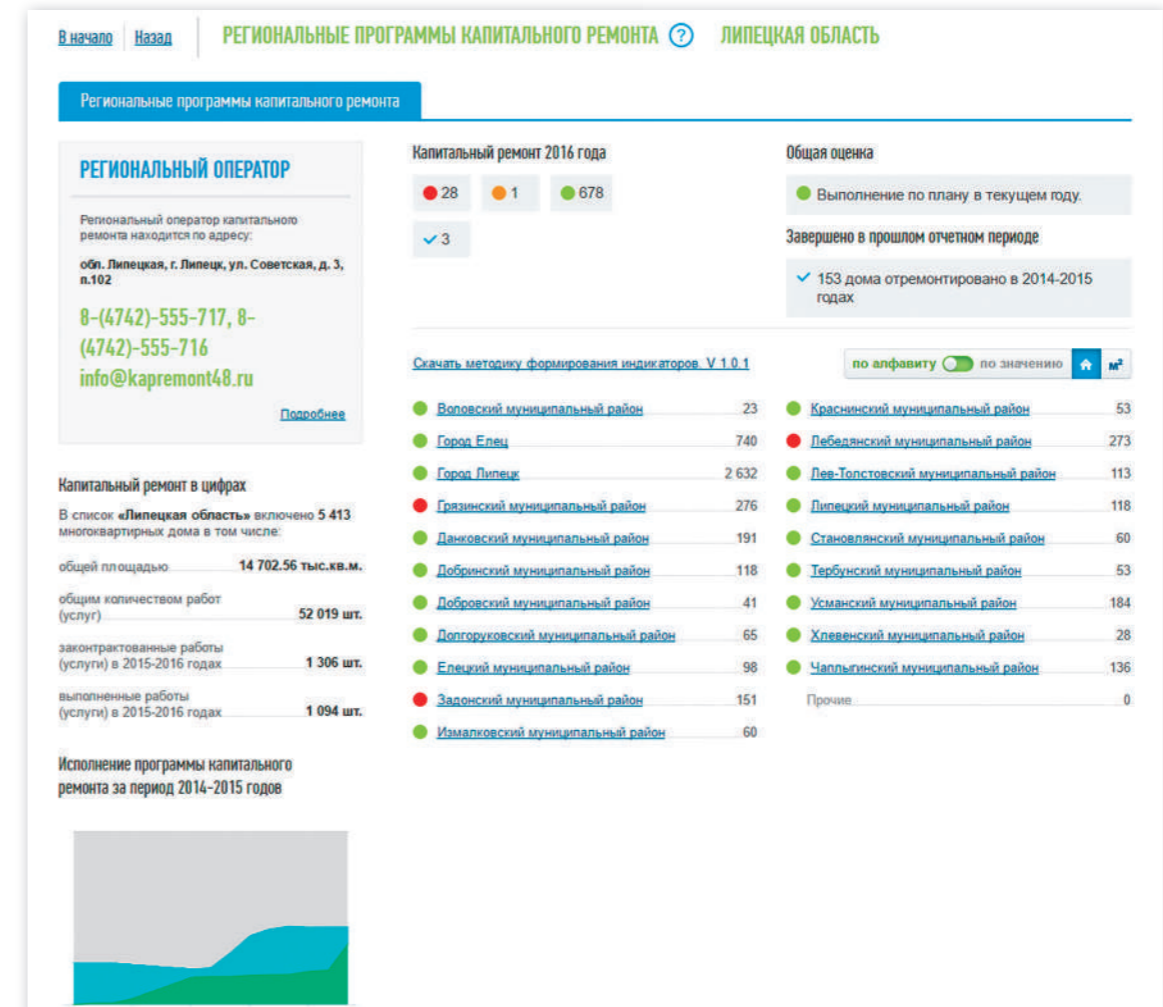 В начало Назад РЕГИОНАЛЬНЫЕ ПРОГРАММЫ КАПИТАЛЬНОГО РЕМОНТА ? ЛИПЕЦКАЯ ОБЛАСТЬ
Региональные программы капитального ремонта
РЕГИОНАЛЬНЫЙ ОПЕРАТОР
Региональный оператор капитального
ремонта находится по адресу:
обл. Липецкая, г. Липецк, ул. Советская, д. 3,
п.102
8-(4742)-555-717, 8-
(4742)-555-716
info@kapremont48.ru
Подробнее
Капитальный ремонт в цифрах
В список «Липецкая область» включено 5 413
многоквартирных дома в том числе:
общей площадью 14 702.56 тыс.кв.м.
общим количеством работ
(услуг) 52 019 шт.
законтрактованные работы
(услуги) в 2015-2016 годах 1 306 шт.
выполненные работы
(услуги) в 2015-2016 годах 1 094 шт.
Исполнение программы капитального
ремонта за период 2014-2015 годов
Капитальный ремонт 2016 года
28 1 678
3
Общая оценка
Выполнение по плану в текущем году.
Завершено в прошлом отчетном периоде
153 дома отремонтировано в 2014-2015
годах
Скачать методику формирования индикаторов. V 1.0.1
по алфавиту по значению м²
Воловский муниципальный район 23
Город Елец 740
Город Липецк 2 632
Грязинский муниципальный район 276
Данковский муниципальный район 191
Добринский муниципальный район 118
Добровский муниципальный район 41
Долгоруковский муниципальный район 65
Елецкий муниципальный район 98
Задонский муниципальный район 151
Измалковский муниципальный район 60
Краснинский муниципальный район 53
Лебедянский муниципальный район 273
Лев-Толстовский муниципальный район 113
Липецкий муниципальный район 118
Становлянский муниципальный район 60
Тербунский муниципальный район 53
Усманский муниципальный район 184
Хлевенский муниципальный район 28
Чаплыгинский муниципальный район 136
Прочие 0